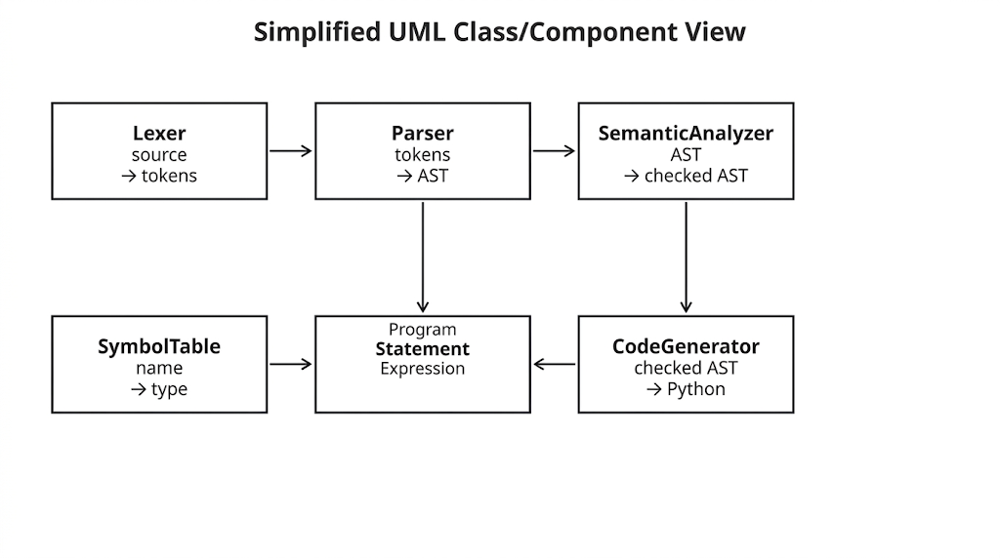 Simplified UML Class/Component View
Lexer
source
→ tokens
Parser
tokens
→ AST
SemanticAnalyzer
AST
→ checked AST
SymbolTable
name
→ type
Program
Statement
Expression
CodeGenerator
checked AST
→ Python